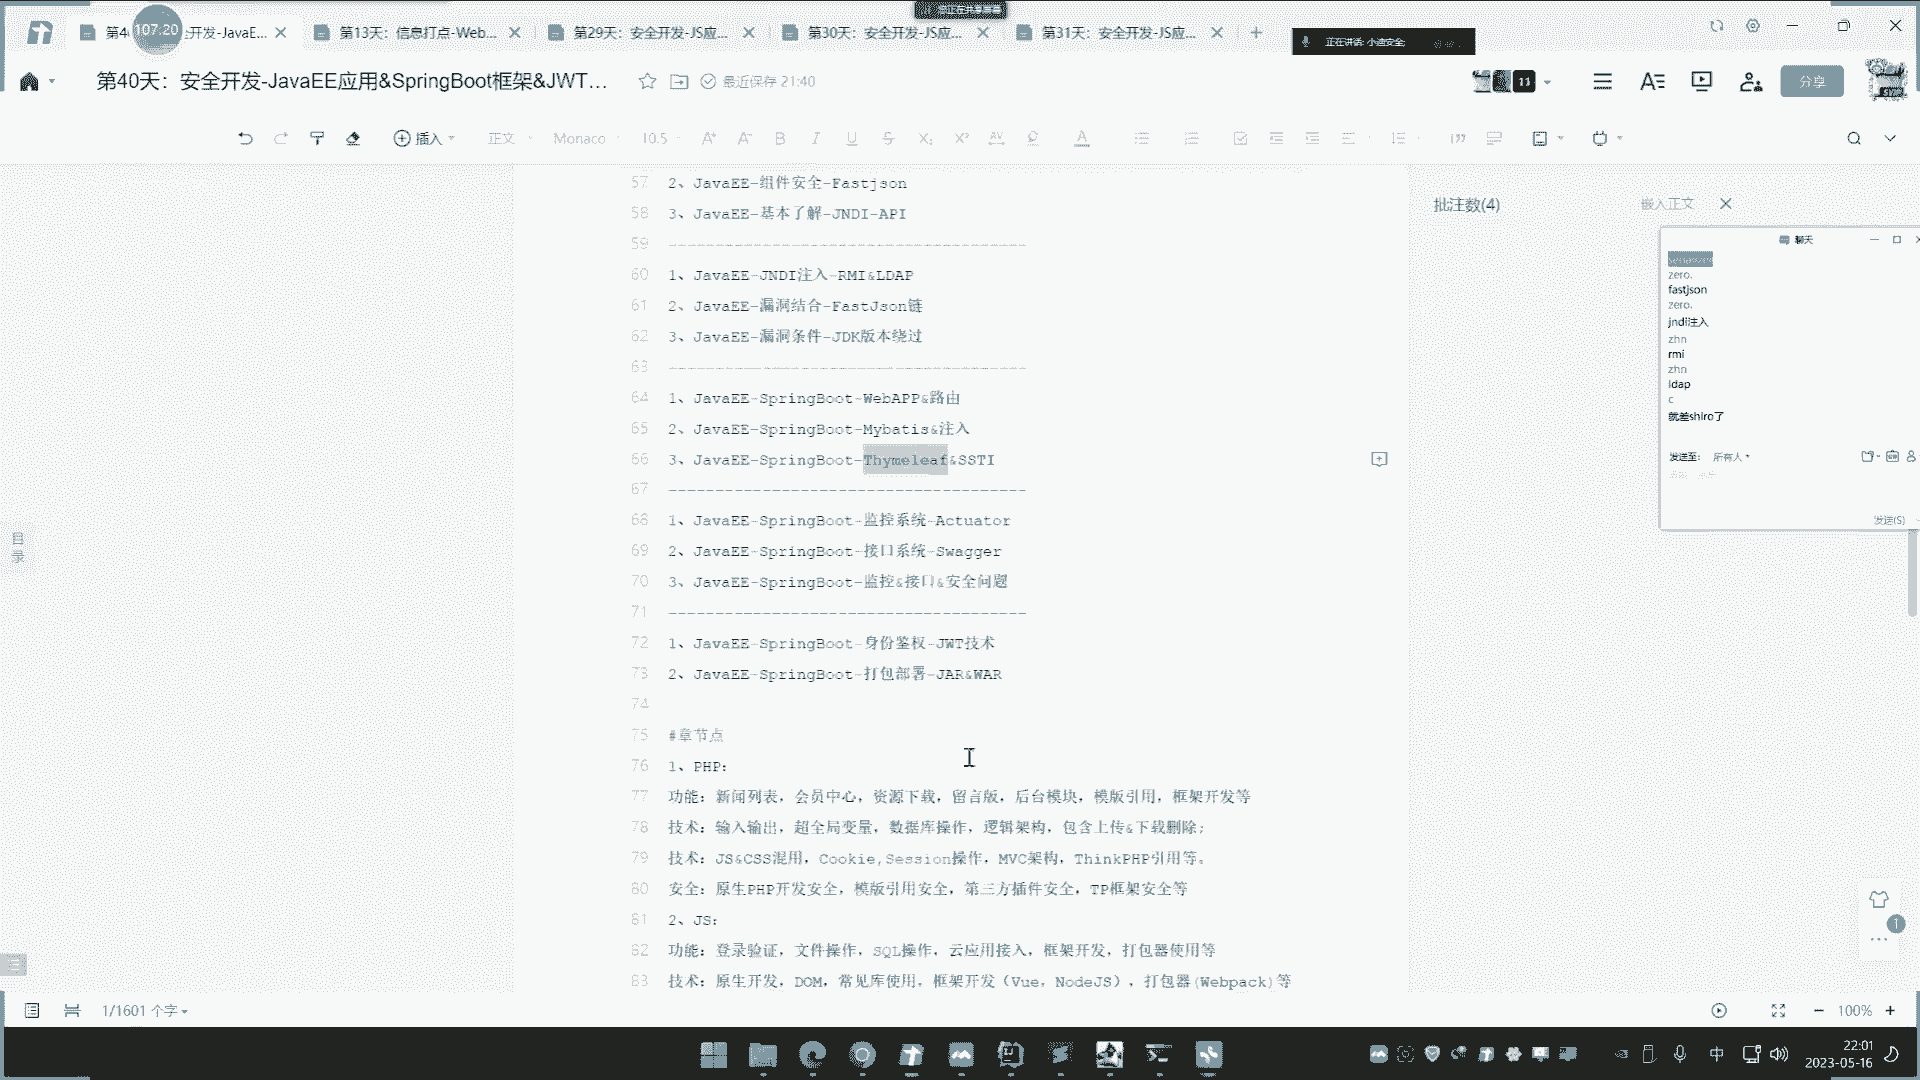 您正在共享屏幕
第4
107:20
开发-JavaE...
第13天：信息打点-Web...
第29天：安全开发-JS应...
第30天：安全开发-JS应...
第31天：安全开发-JS应...
正在讲话: 小迪安全
第40天：安全开发-JavaEE应用&SpringBoot框架&JWT...
最近保存 21:40
11
分享
插入
正文
Monaco
10.5
57 2、JavaEE-组件安全-Fastjson
58 3、JavaEE-基本了解-JNDI-API
59 --------------------------------------
60 1、JavaEE-JNDI注入-RMI&LDAP
61 2、JavaEE-漏洞结合-FastJson链
62 3、JavaEE-漏洞条件-JDK版本绕过
63 --------------------------------------
64 1、JavaEE-SpringBoot-WebAPP&路由
65 2、JavaEE-SpringBoot-Mybatis&注入
66 3、JavaEE-SpringBoot-Thymeleaf&SSTI
67 --------------------------------------
68 1、JavaEE-SpringBoot-监控系统-Actuator
69 2、JavaEE-SpringBoot-接口系统-Swagger
70 3、JavaEE-SpringBoot-监控&接口&安全问题
71 --------------------------------------
72 1、JavaEE-SpringBoot-身份鉴权-JWT技术
73 2、JavaEE-SpringBoot-打包部署-JAR&WAR
74
75 #章节点
76 1、PHP：
77 功能：新闻列表，会员中心，资源下载，留言版，后台模块，模版引用，框架开发等
78 技术：输入输出，超全局变量，数据库操作，逻辑架构，包含上传&下载删除；
79 技术：JS&CSS混用，Cookie,Session操作，MVC架构，ThinkPHP引用等。
80 安全：原生PHP开发安全，模版引用安全，第三方插件安全，TP框架安全等
81 2、JS：
82 功能：登录验证，文件操作，SQL操作，云应用接入，框架开发，打包器使用等
83 技术：原生开发，DOM，常见库使用，框架开发（Vue，NodeJS），打包器(Webpack)等
目录
批注数(4)
嵌入正文
聊天
zero.
fastjson
zero.
jndi注入
zhn
rmi
zhn
ldap
c
就差shiro了
发送至: 所有人
发送(S)
1
1/1601 个字
100%
中
22:01
2023-05-16